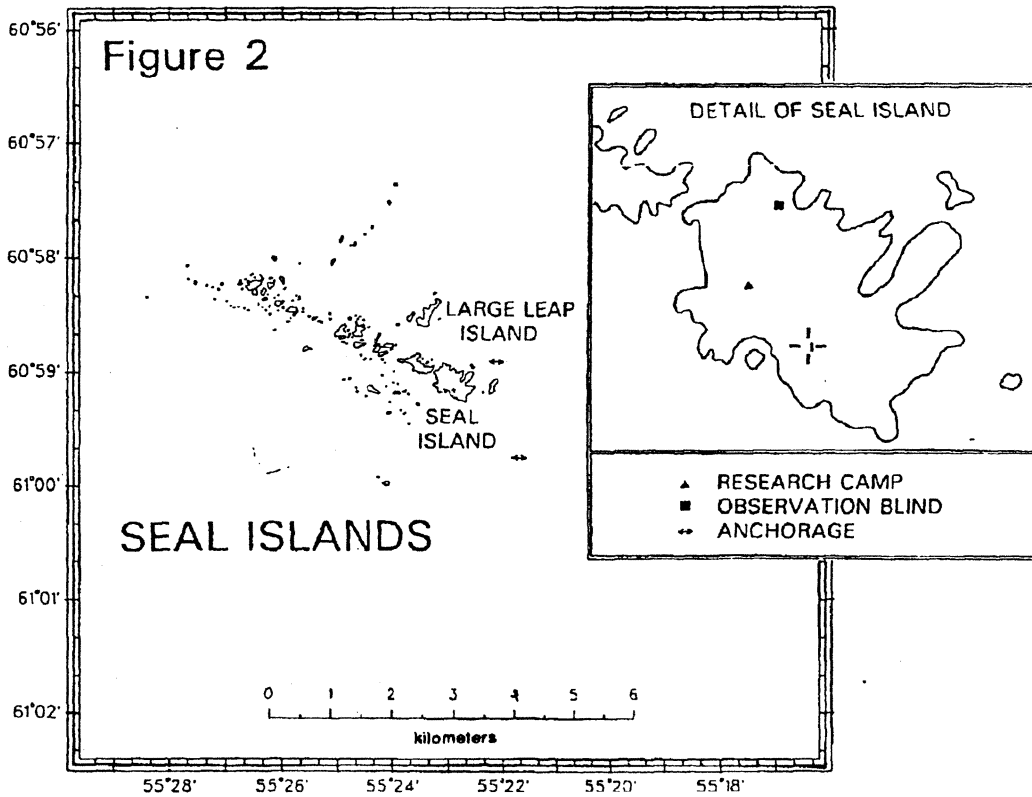 Figure 2
60°56'
60°57'
60°58'
60°59'
61°00'
61°01'
61°02'
DETAIL OF SEAL ISLAND
LARGE LEAP
ISLAND
SEAL
ISLAND
RESEARCH CAMP
OBSERVATION BLIND
ANCHORAGE
SEAL ISLANDS
0 1 2 3 4 5 6
kilometers
55°28' 55°26' 55°24' 55°22' 55°20' 55°18'